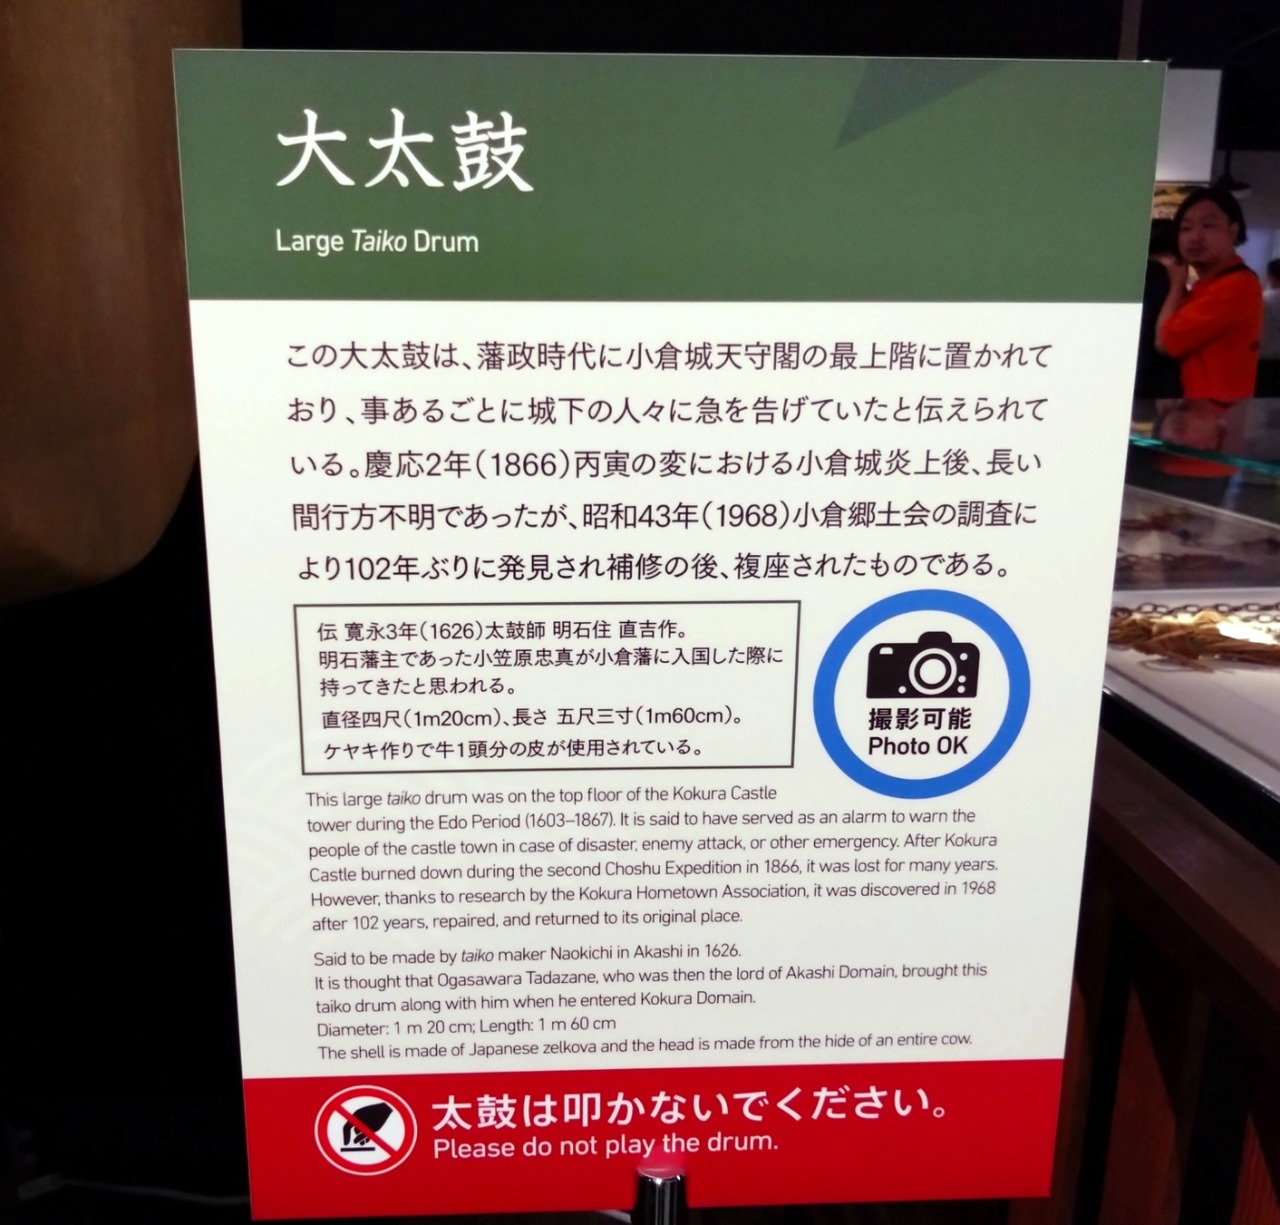 大太鼓
Large Taiko Drum
この大太鼓は、藩政時代に小倉城天守閣の最上階に置かれて
おり、事あるごとに城下の人々に急を告げていたと伝えられて
いる。慶応2年(1866)丙寅の変における小倉城炎上後、長い
間行方不明であったが、昭和43年(1968)小倉郷土会の調査に
より102年ぶりに発見され補修の後、複座されたものである。
伝 寛永3年(1626)太鼓師 明石住 直吉作。
明石藩主であった小笠原忠真が小倉藩に入国した際に
持ってきたと思われる。
直径四尺(1m20cm)、長さ 五尺三寸(1m60cm)。
ケヤキ作りで牛1頭分の皮が使用されている。
撮影可能
Photo OK
This large taiko drum was on the top floor of the Kokura Castle
tower during the Edo Period (1603–1867). It is said to have served as an alarm to warn the
people of the castle town in case of disaster, enemy attack, or other emergency. After Kokura
Castle burned down during the second Choshu Expedition in 1866, it was lost for many years.
However, thanks to research by the Kokura Hometown Association, it was discovered in 1968
after 102 years, repaired, and returned to its original place.
Said to be made by taiko maker Naokichi in Akashi in 1626.
It is thought that Ogasawara Tadazane, who was then the lord of Akashi Domain, brought this
taiko drum along with him when he entered Kokura Domain.
Diameter: 1 m 20 cm; Length: 1 m 60 cm
The shell is made of Japanese zelkova and the head is made from the hide of an entire cow.
太鼓は叩かないでください。
Please do not play the drum.